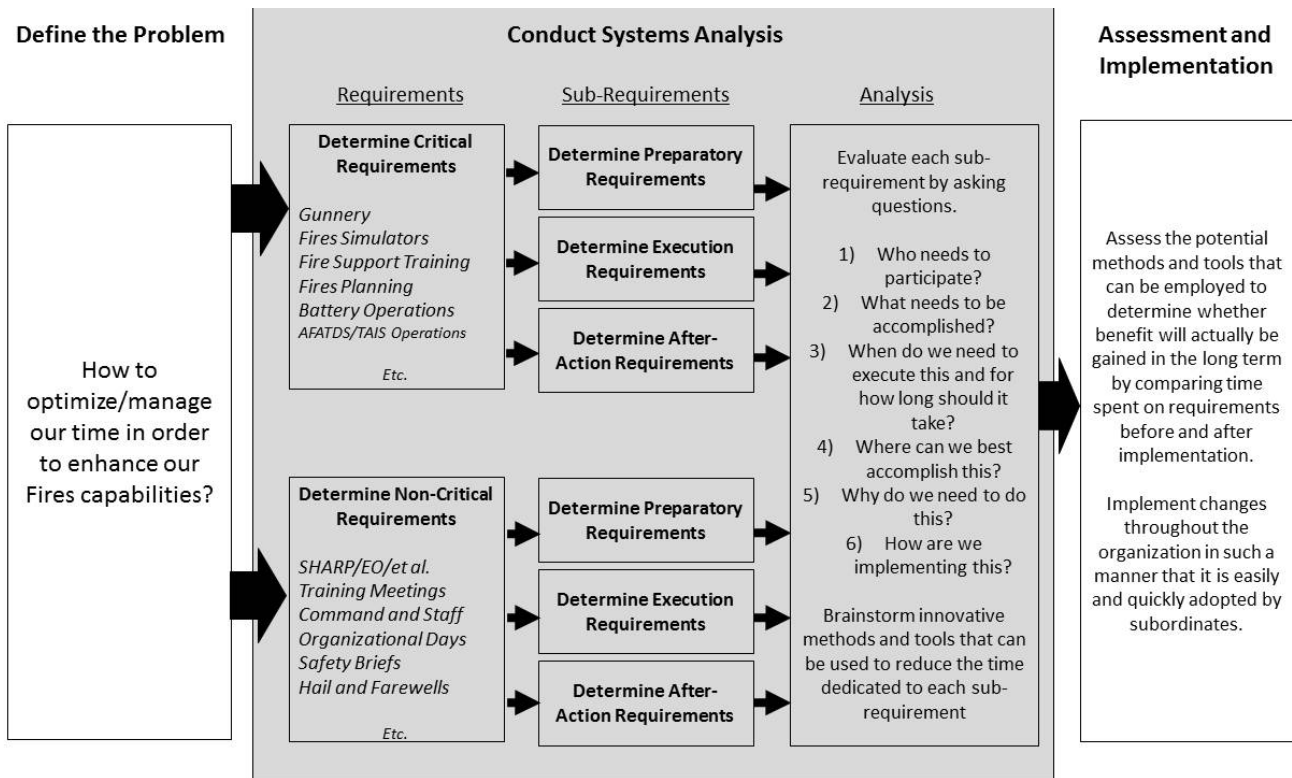 Define the Problem
How to
optimize/manage
our time in order
to enhance our
Fires capabilities?
Conduct Systems Analysis
Requirements
Determine Critical
Requirements
Gunnery
Fires Simulators
Fire Support Training
Fires Planning
Battery Operations
AFATDS/TAIS Operations
Etc.
Determine Non-Critical
Requirements
SHARP/EO/et al.
Training Meetings
Command and Staff
Organizational Days
Safety Briefs
Hail and Farewells
Etc.
Sub-Requirements
Determine Preparatory
Requirements
Determine Execution
Requirements
Determine After-
Action Requirements
Determine Preparatory
Requirements
Determine Execution
Requirements
Determine After-
Action Requirements
Analysis
Evaluate each sub-
requirement by asking
questions.
1) Who needs to
participate?
2) What needs to be
accomplished?
3) When do we need to
execute this and for
how long should it
take?
4) Where can we best
accomplish this?
5) Why do we need to do
this?
6) How are we
implementing this?
Brainstorm innovative
methods and tools that can
be used to reduce the time
dedicated to each sub-
requirement
Assessment and
Implementation
Assess the potential
methods and tools that
can be employed to
determine whether
benefit will actually be
gained in the long term
by comparing time
spent on requirements
before and after
implementation.
Implement changes
throughout the
organization in such a
manner that it is easily
and quickly adopted by
subordinates.